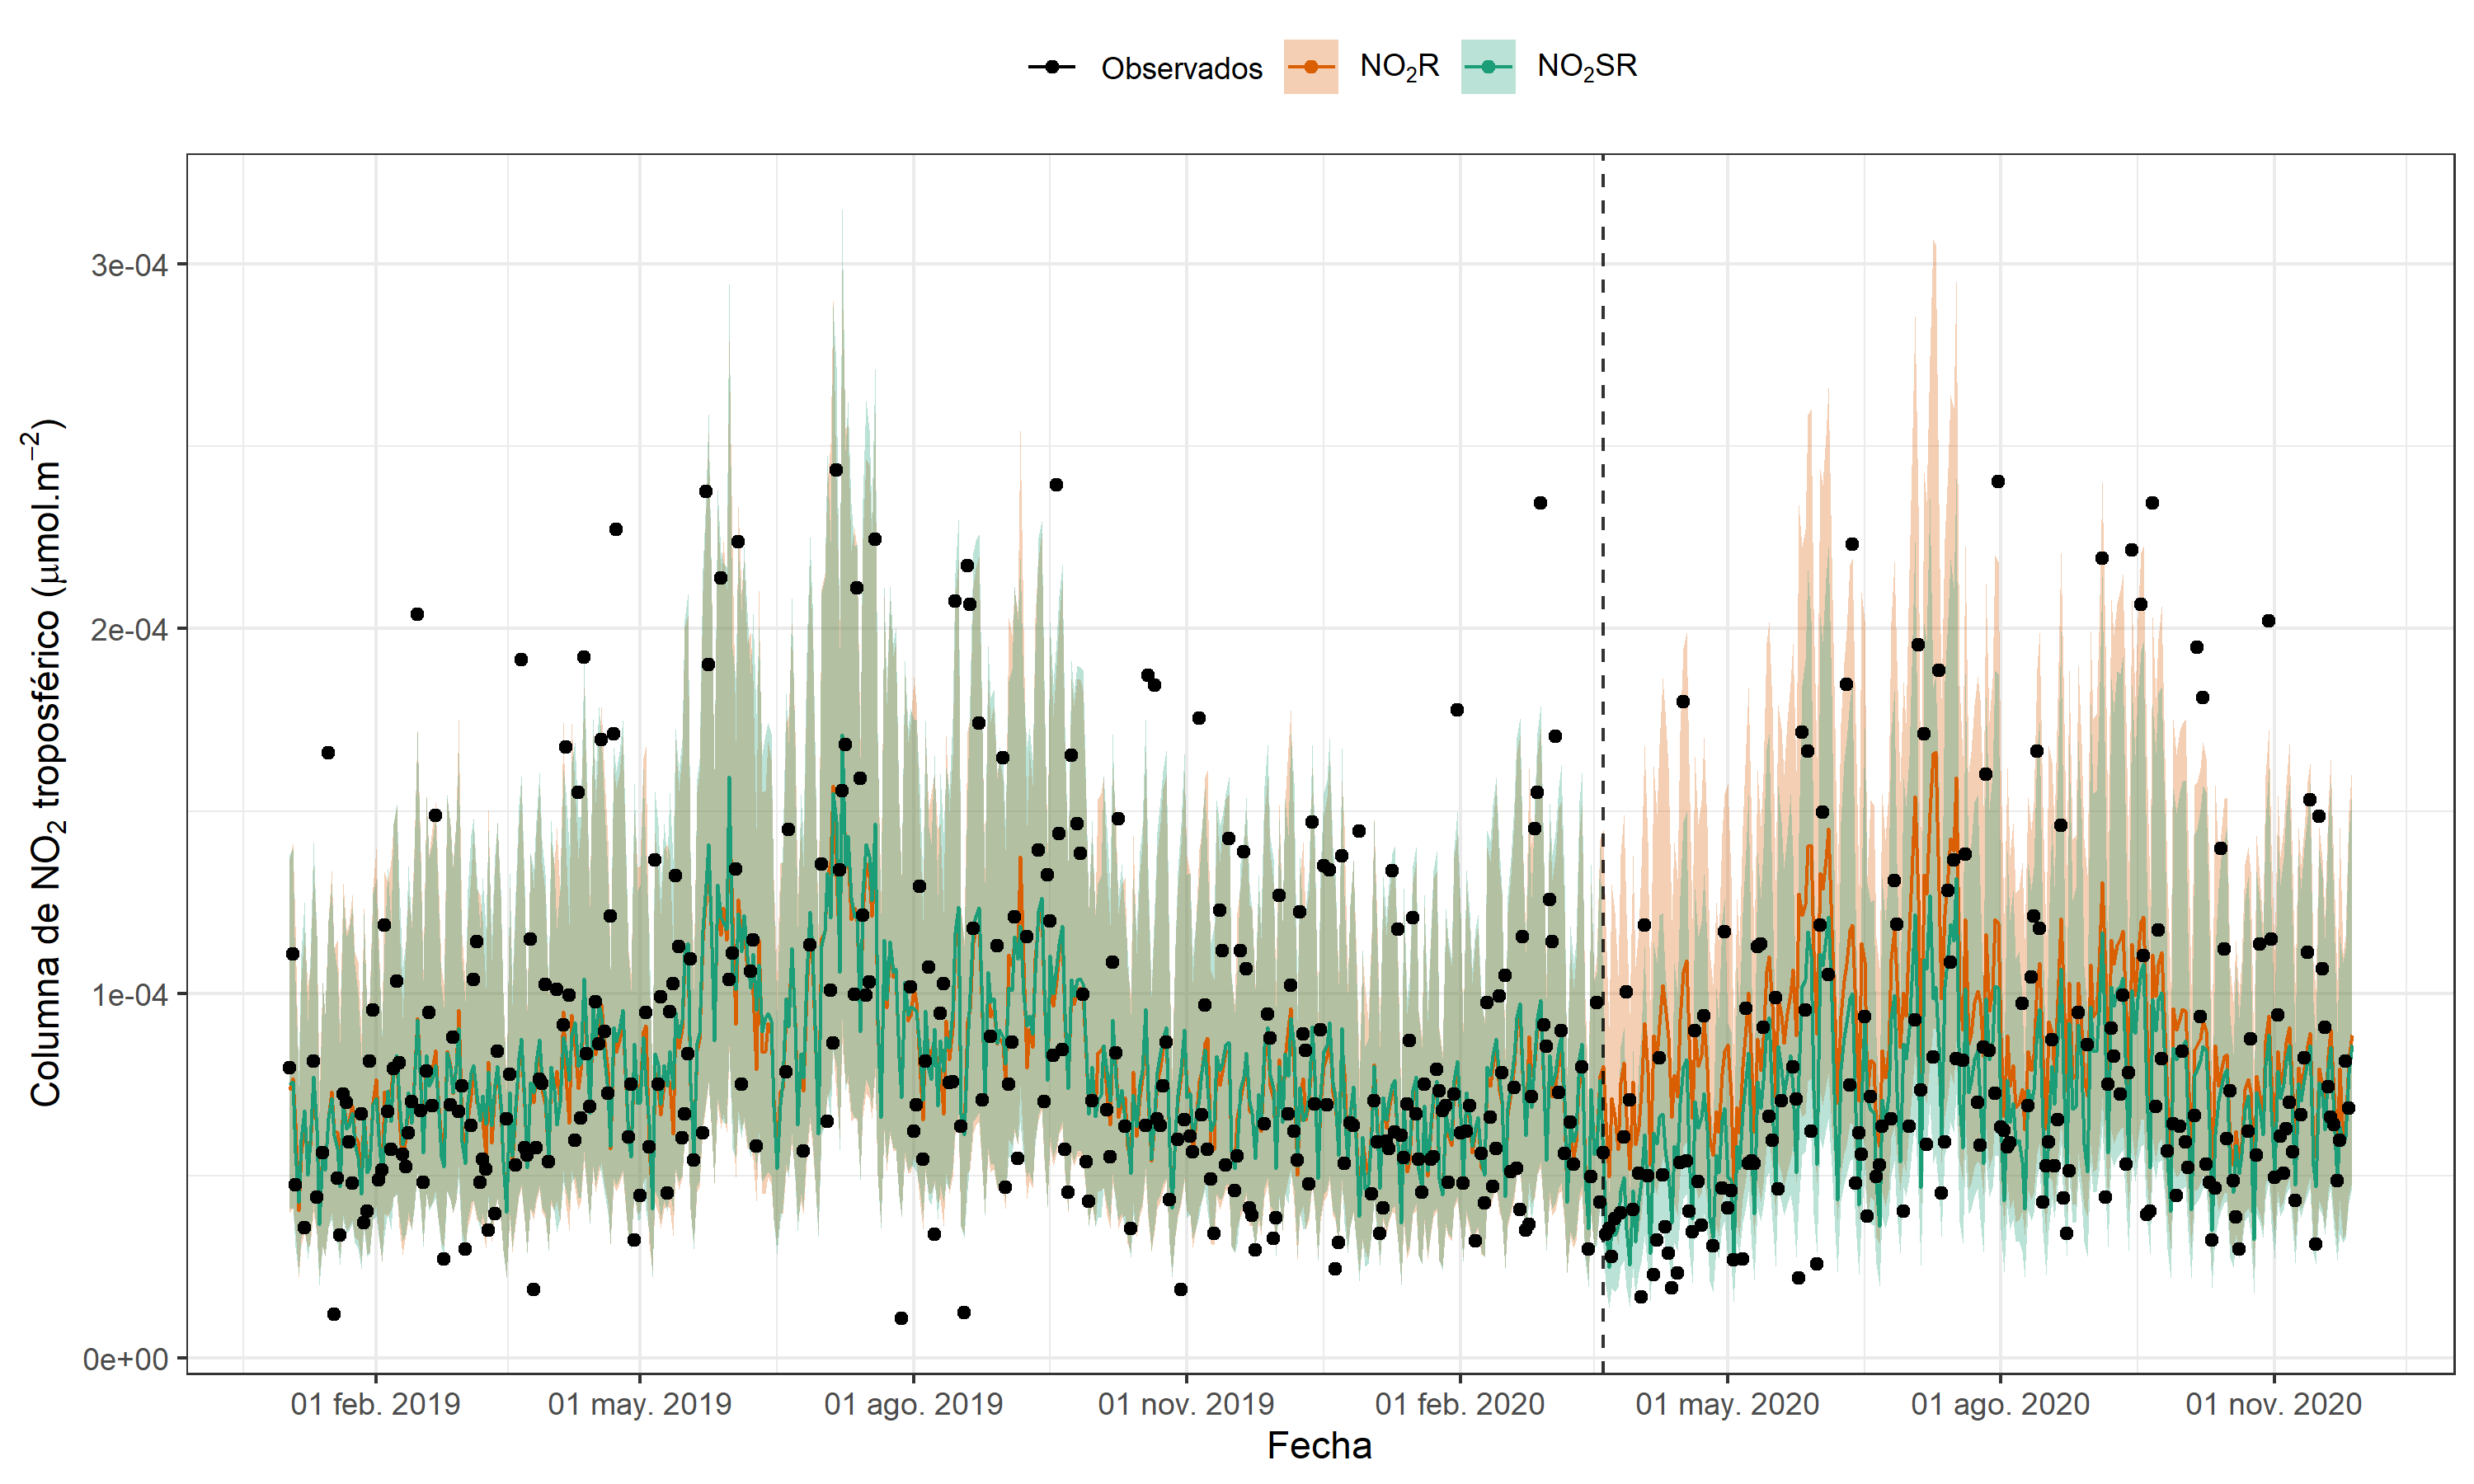 Observados NO₂R NO₂SR
Columna de NO₂ troposférico (μmol.m⁻²)
3e-04
2e-04
1e-04
0e+00
01 feb. 2019 01 may. 2019 01 ago. 2019 01 nov. 2019 01 feb. 2020 01 may. 2020 01 ago. 2020 01 nov. 2020
Fecha